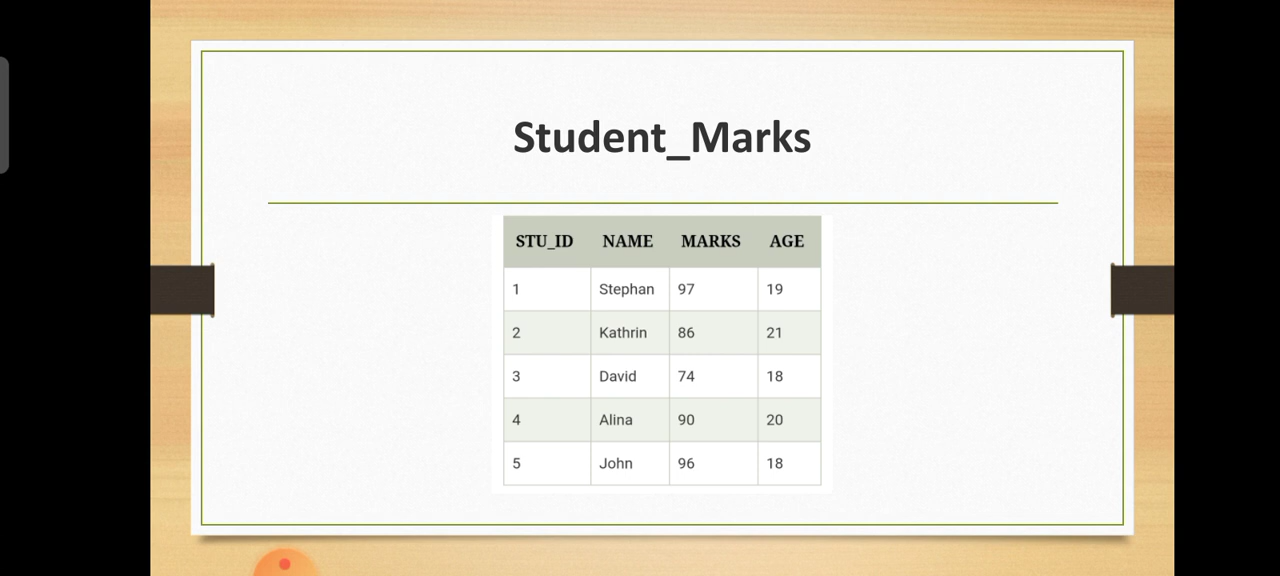 Student_Marks
STU_ID NAME MARKS AGE
1 Stephan 97 19
2 Kathrin 86 21
3 David 74 18
4 Alina 90 20
5 John 96 18